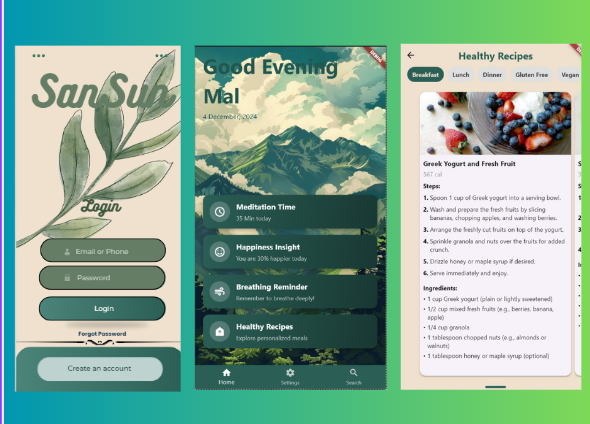 SanSun
Login
Email or Phone
Password
Login
Forgot Password
Create an account
Good Evening
Mal
4 December, 2024
Meditation Time
35 Min today
Happiness Insight
You are 30% happier today
Breathing Reminder
Remember to breathe deeply!
Healthy Recipes
Explore personalized meals
Home
Settings
Search
Healthy Recipes
Breakfast
Lunch
Dinner
Gluten Free
Vegan
Greek Yogurt and Fresh Fruit
567 cal
Steps:
1. Spoon 1 cup of Greek yogurt into a serving bowl.
2. Wash and prepare the fresh fruits by slicing
bananas, chopping apples, and washing berries.
3. Arrange the freshly cut fruits on top of the yogurt.
4. Sprinkle granola and nuts over the fruits for added
crunch.
5. Drizzle honey or maple syrup if desired.
6. Serve immediately and enjoy.
Ingredients:
• 1 cup Greek yogurt (plain or lightly sweetened)
• 1/2 cup mixed fresh fruits (e.g., berries, banana,
apple)
• 1/4 cup granola
• 1 tablespoon chopped nuts (e.g., almonds or
walnuts)
• 1 tablespoon honey or maple syrup (optional)